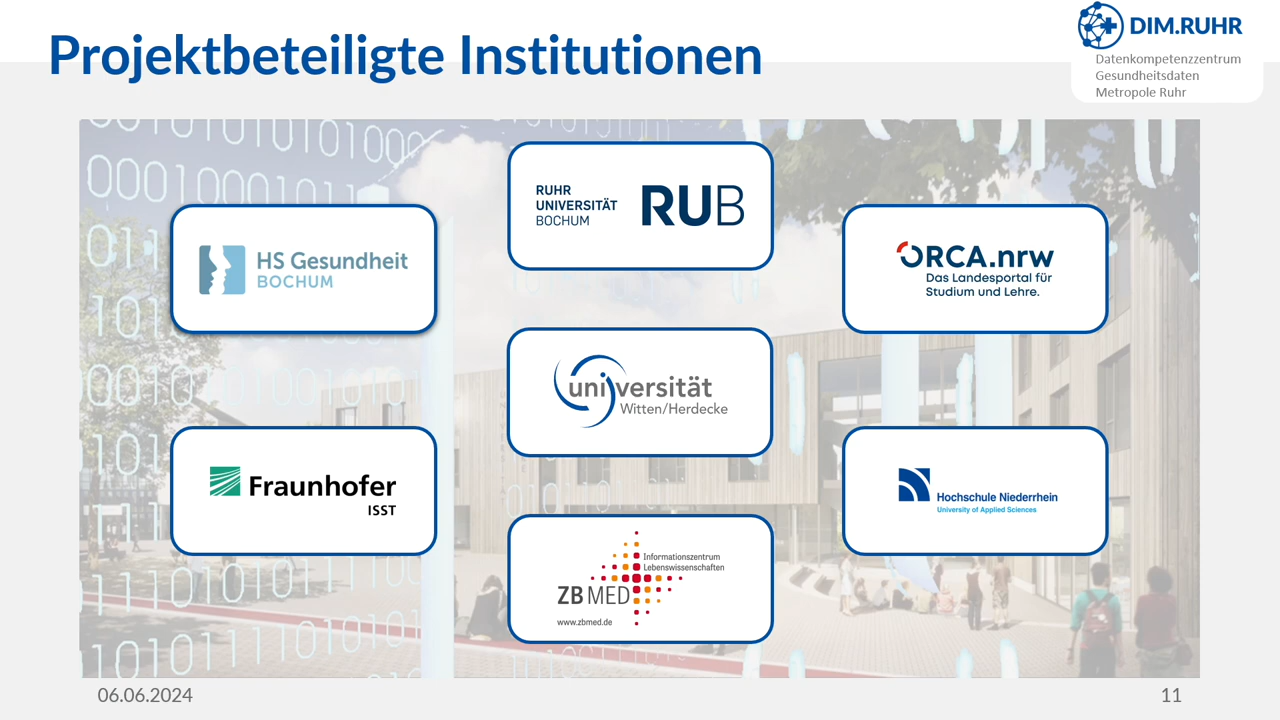 Projektbeteiligte Institutionen
DIM.RUHR
Datenkompetenzzentrum
Gesundheitsdaten
Metropole Ruhr
HS Gesundheit
BOCHUM
RUHR
UNIVERSITÄT
BOCHUM
RUB
ORCA.nrw
Das Landesportal für
Studium und Lehre.
universität
Witten/Herdecke
Fraunhofer
ISST
Hochschule Niederrhein
University of Applied Sciences
Informationszentrum
Lebenswissenschaften
ZB MED
www.zbmed.de
06.06.2024
11